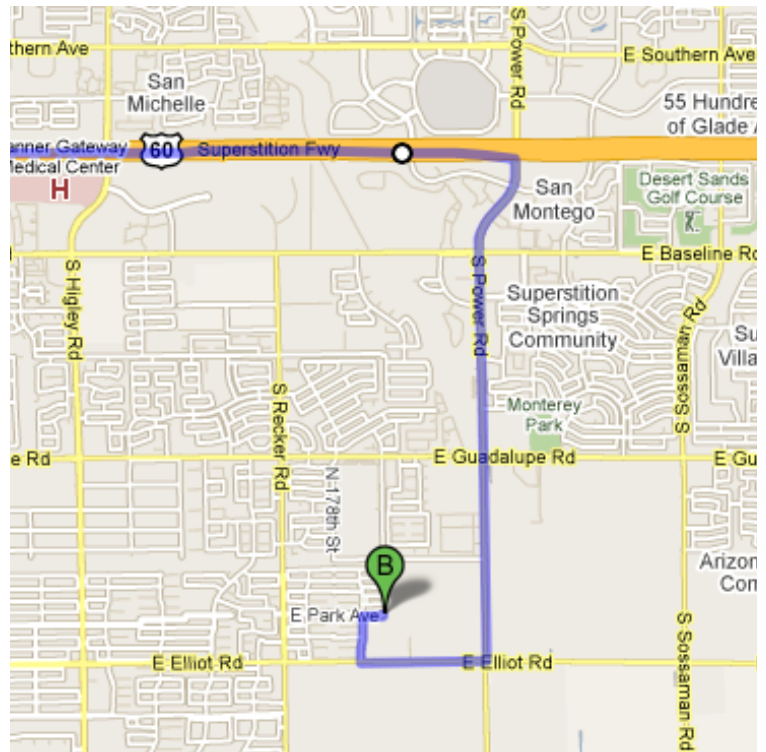 thern Ave
S Power Rd
E Southern Ave
San
Michelle
55 Hundre
of Glade A
anner Gateway
Medical Center
H
60
Superstition Fwy
San
Montego
Desert Sands
Golf Course
E Baseline Rd
S Higley Rd
S Power Rd
Superstition
Springs
Community
S Sossaman Rd
Su
Villa
S Recker Rd
Monterey
Park
e Rd
E Guadalupe Rd
E Gu
N 178th St
B
Arizon
Com
E Park Ave
S Sossaman Rd
E Elliot Rd
E Elliot Rd